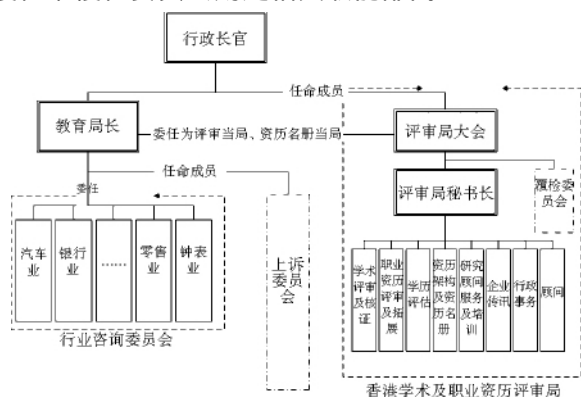 行政长官
任命成员
教育局长
委任为评审当局、资历名册当局
评审局大会
任命成员
委任
评审局秘书长
覆检委
员会
汽车
业
银行
业
……
零售
业
钟表
业
上诉
委员
会
学术
评审
及核
证
职业
资历
评审
及拓
展
学历
评估
资历
架构
及资
历名
册
研究
顾问
服务
及培
训
企业
传讯
行政
事务
顾问
行业咨询委员会
香港学术及职业资历评审局